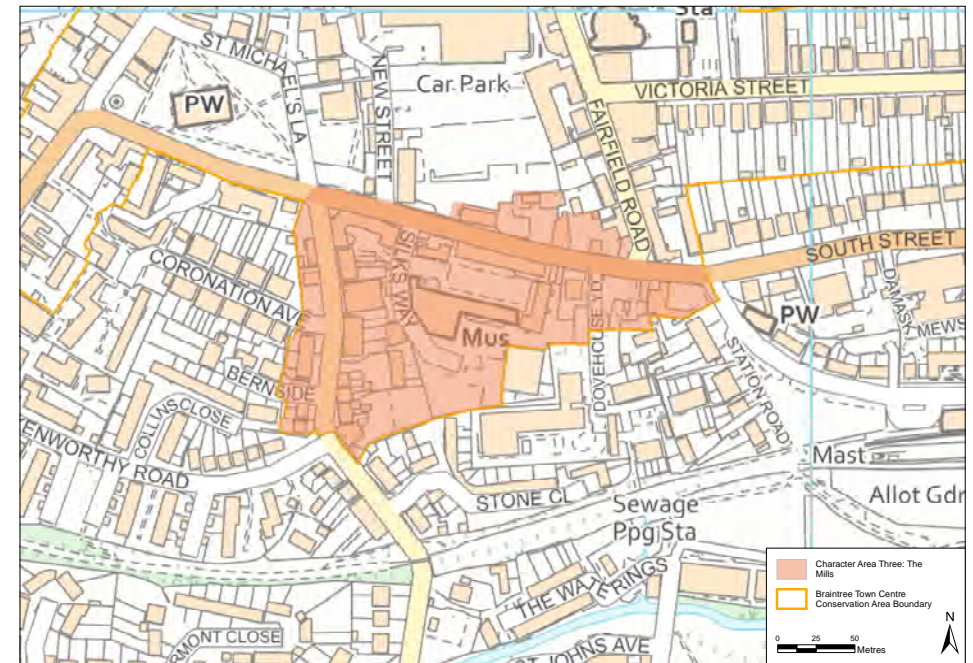 Sta
ST MICHAEL'S LA
NEW STREET
Car Park
VICTORIA STREET
PW
FAIRFIELD ROAD
SOUTH STREET
CORONATION AVE
SILKS WAY
Mus
DOVEHOUSE YD
PW
DAMASK
MEWS
STATION ROAD
BERNSIDE
COLLANS CLOSE
ENWORTHY ROAD
Mast
STONE CL
Allot Gdn
Sewage
Ppg Sta
THE WATERINGS
RMONT CLOSE
ST JOHNS AVE
Character Area Three: The
Mills
Braintree Town Centre
Conservation Area Boundary
N
0 25 50
Metres